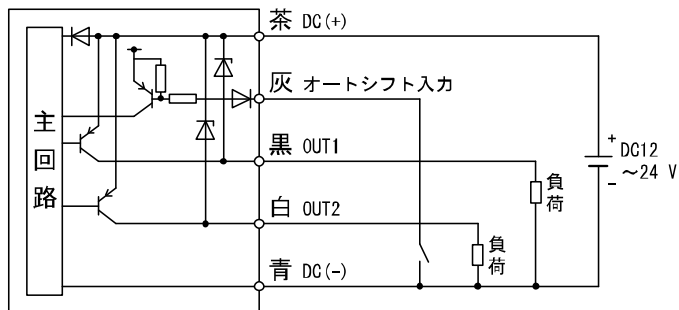 茶 DC(+)
灰 オートシフト入力
主回路
黒 OUT1
白 OUT2
青 DC(-)
負荷
負荷
+
DC12
～24 V
-